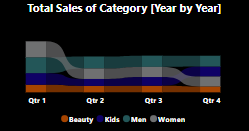 Total Sales of Category [Year by Year]
Qtr 1 Qtr 2 Qtr 3 Qtr 4
Beauty Kids Men Women